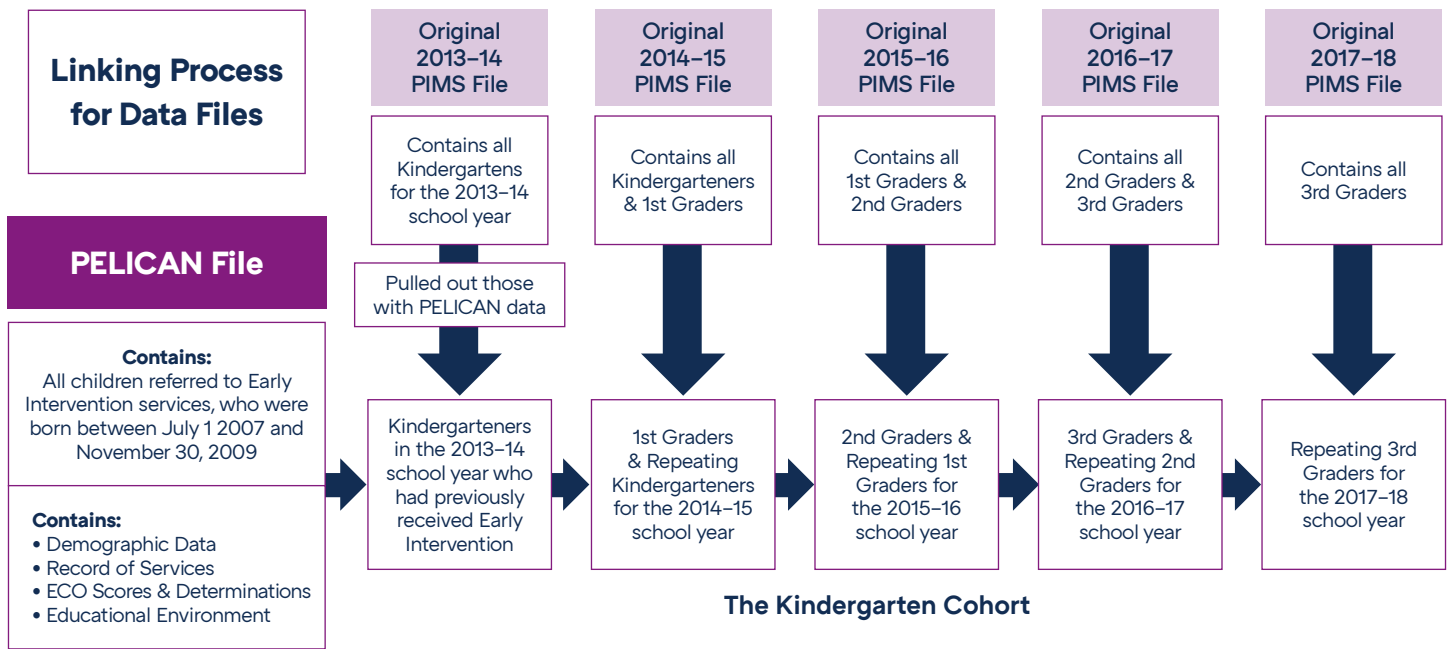 Linking Process
for Data Files
PELICAN File
Contains:
All children referred to Early
Intervention services, who were
born between July 1 2007 and
November 30, 2009
Contains:
• Demographic Data
• Record of Services
• ECO Scores & Determinations
• Educational Environment
Original
2013–14
PIMS File
Contains all
Kindergartens
for the 2013–14
school year
Pulled out those
with PELICAN data
Kindergarteners
in the 2013–14
school year who
had previously
received Early
Intervention
Original
2014–15
PIMS File
Contains all
Kindergarteners
& 1st Graders
1st Graders
& Repeating
Kindergarteners
for the 2014–15
school year
Original
2015–16
PIMS File
Contains all
1st Graders &
2nd Graders
2nd Graders &
Repeating 1st
Graders for
the 2015–16
school year
Original
2016–17
PIMS File
Contains all
2nd Graders &
3rd Graders
3rd Graders &
Repeating 2nd
Graders for
the 2016–17
school year
Original
2017–18
PIMS File
Contains all
3rd Graders
Repeating 3rd
Graders for
the 2017–18
school year
The Kindergarten Cohort